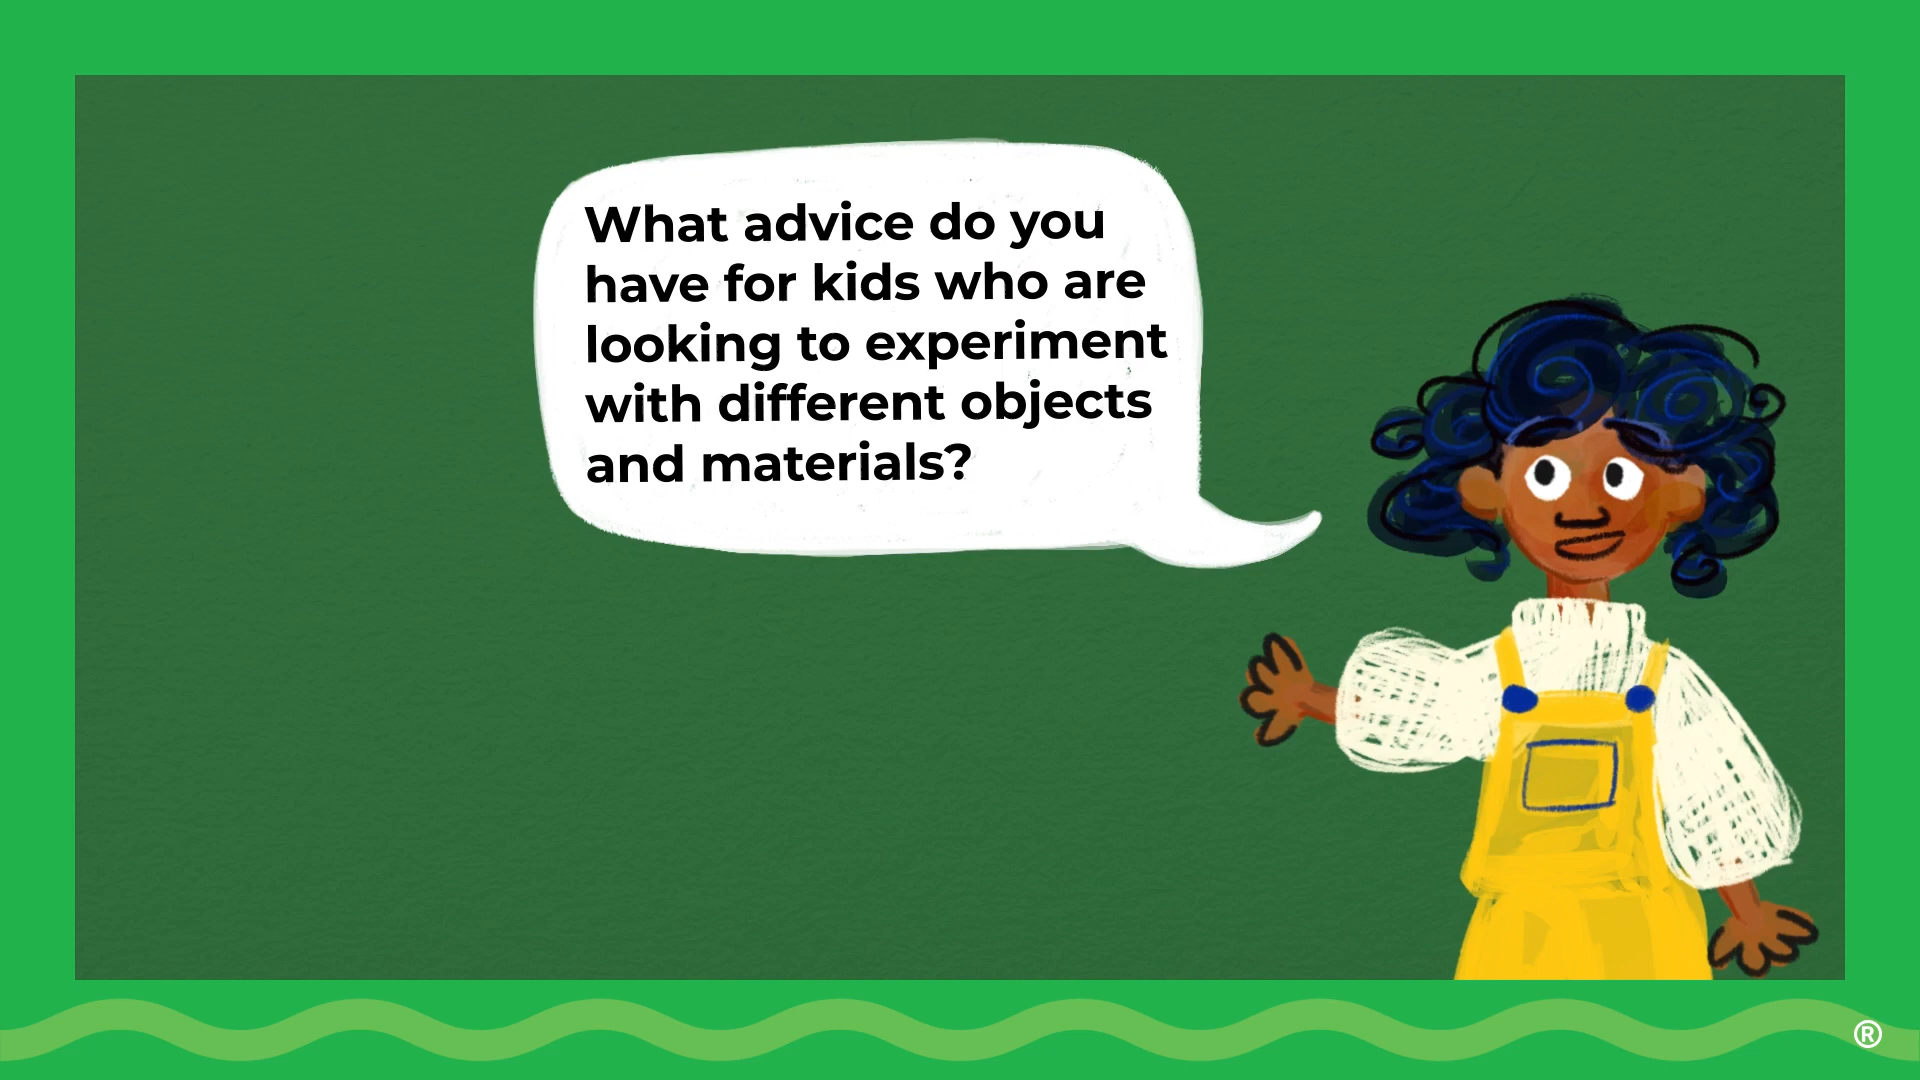 What advice do you
have for kids who are
looking to experiment
with different objects
and materials?
®